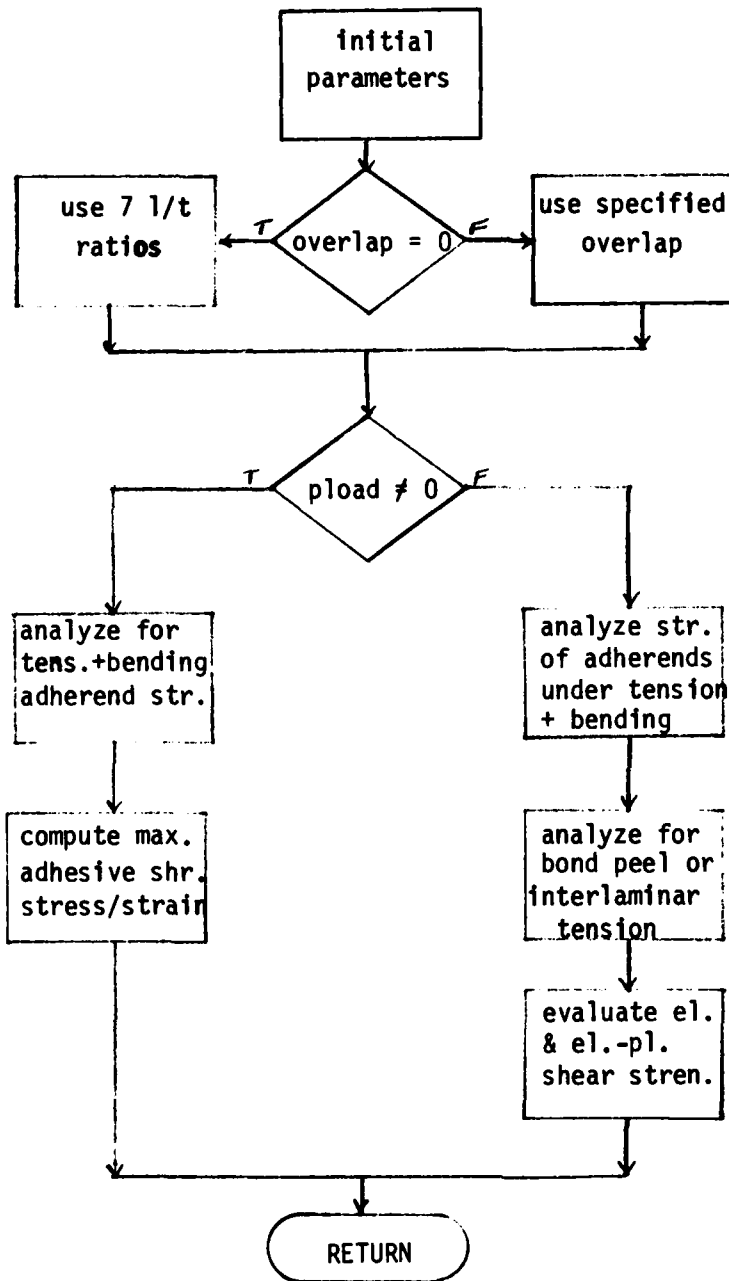 initial
parameters
use 7 l/t
ratios
T
overlap = 0
F
use specified
overlap
T
pload ≠ 0
F
analyze for
tens.+bending
adherend str.
compute max.
adhesive shr.
stress/strain
analyze str.
of adherends
under tension
+ bending
analyze for
bond peel or
interlaminar
tension
evaluate el.
& el.-pl.
shear stren.
RETURN